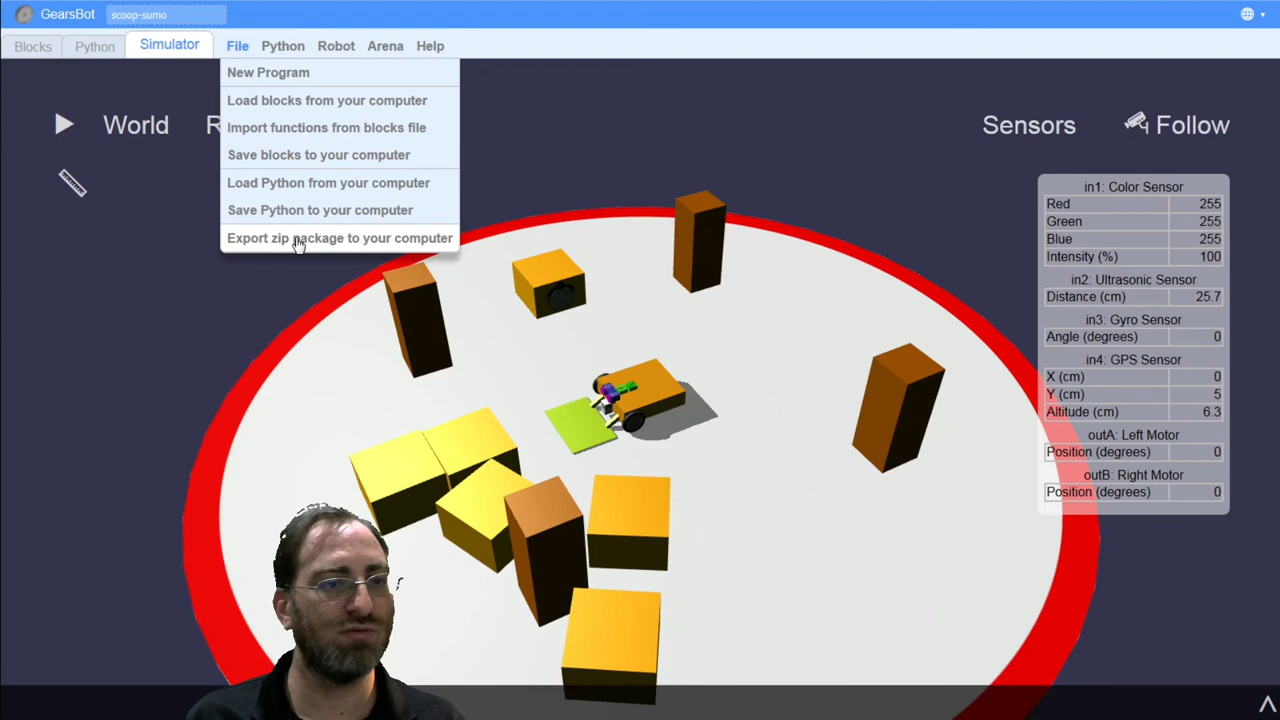 GearsBot scoop-sumo
Blocks Python Simulator File Python Robot Arena Help
New Program
Load blocks from your computer
Import functions from blocks file
Save blocks to your computer
Load Python from your computer
Save Python to your computer
Export zip package to your computer
World R
Sensors Follow
in1: Color Sensor
Red 255
Green 255
Blue 255
Intensity (%) 100
in2: Ultrasonic Sensor
Distance (cm) 25.7
in3: Gyro Sensor
Angle (degrees) 0
in4: GPS Sensor
X (cm) 0
Y (cm) 5
Altitude (cm) 6.3
outA: Left Motor
Position (degrees) 0
outB: Right Motor
Position (degrees) 0